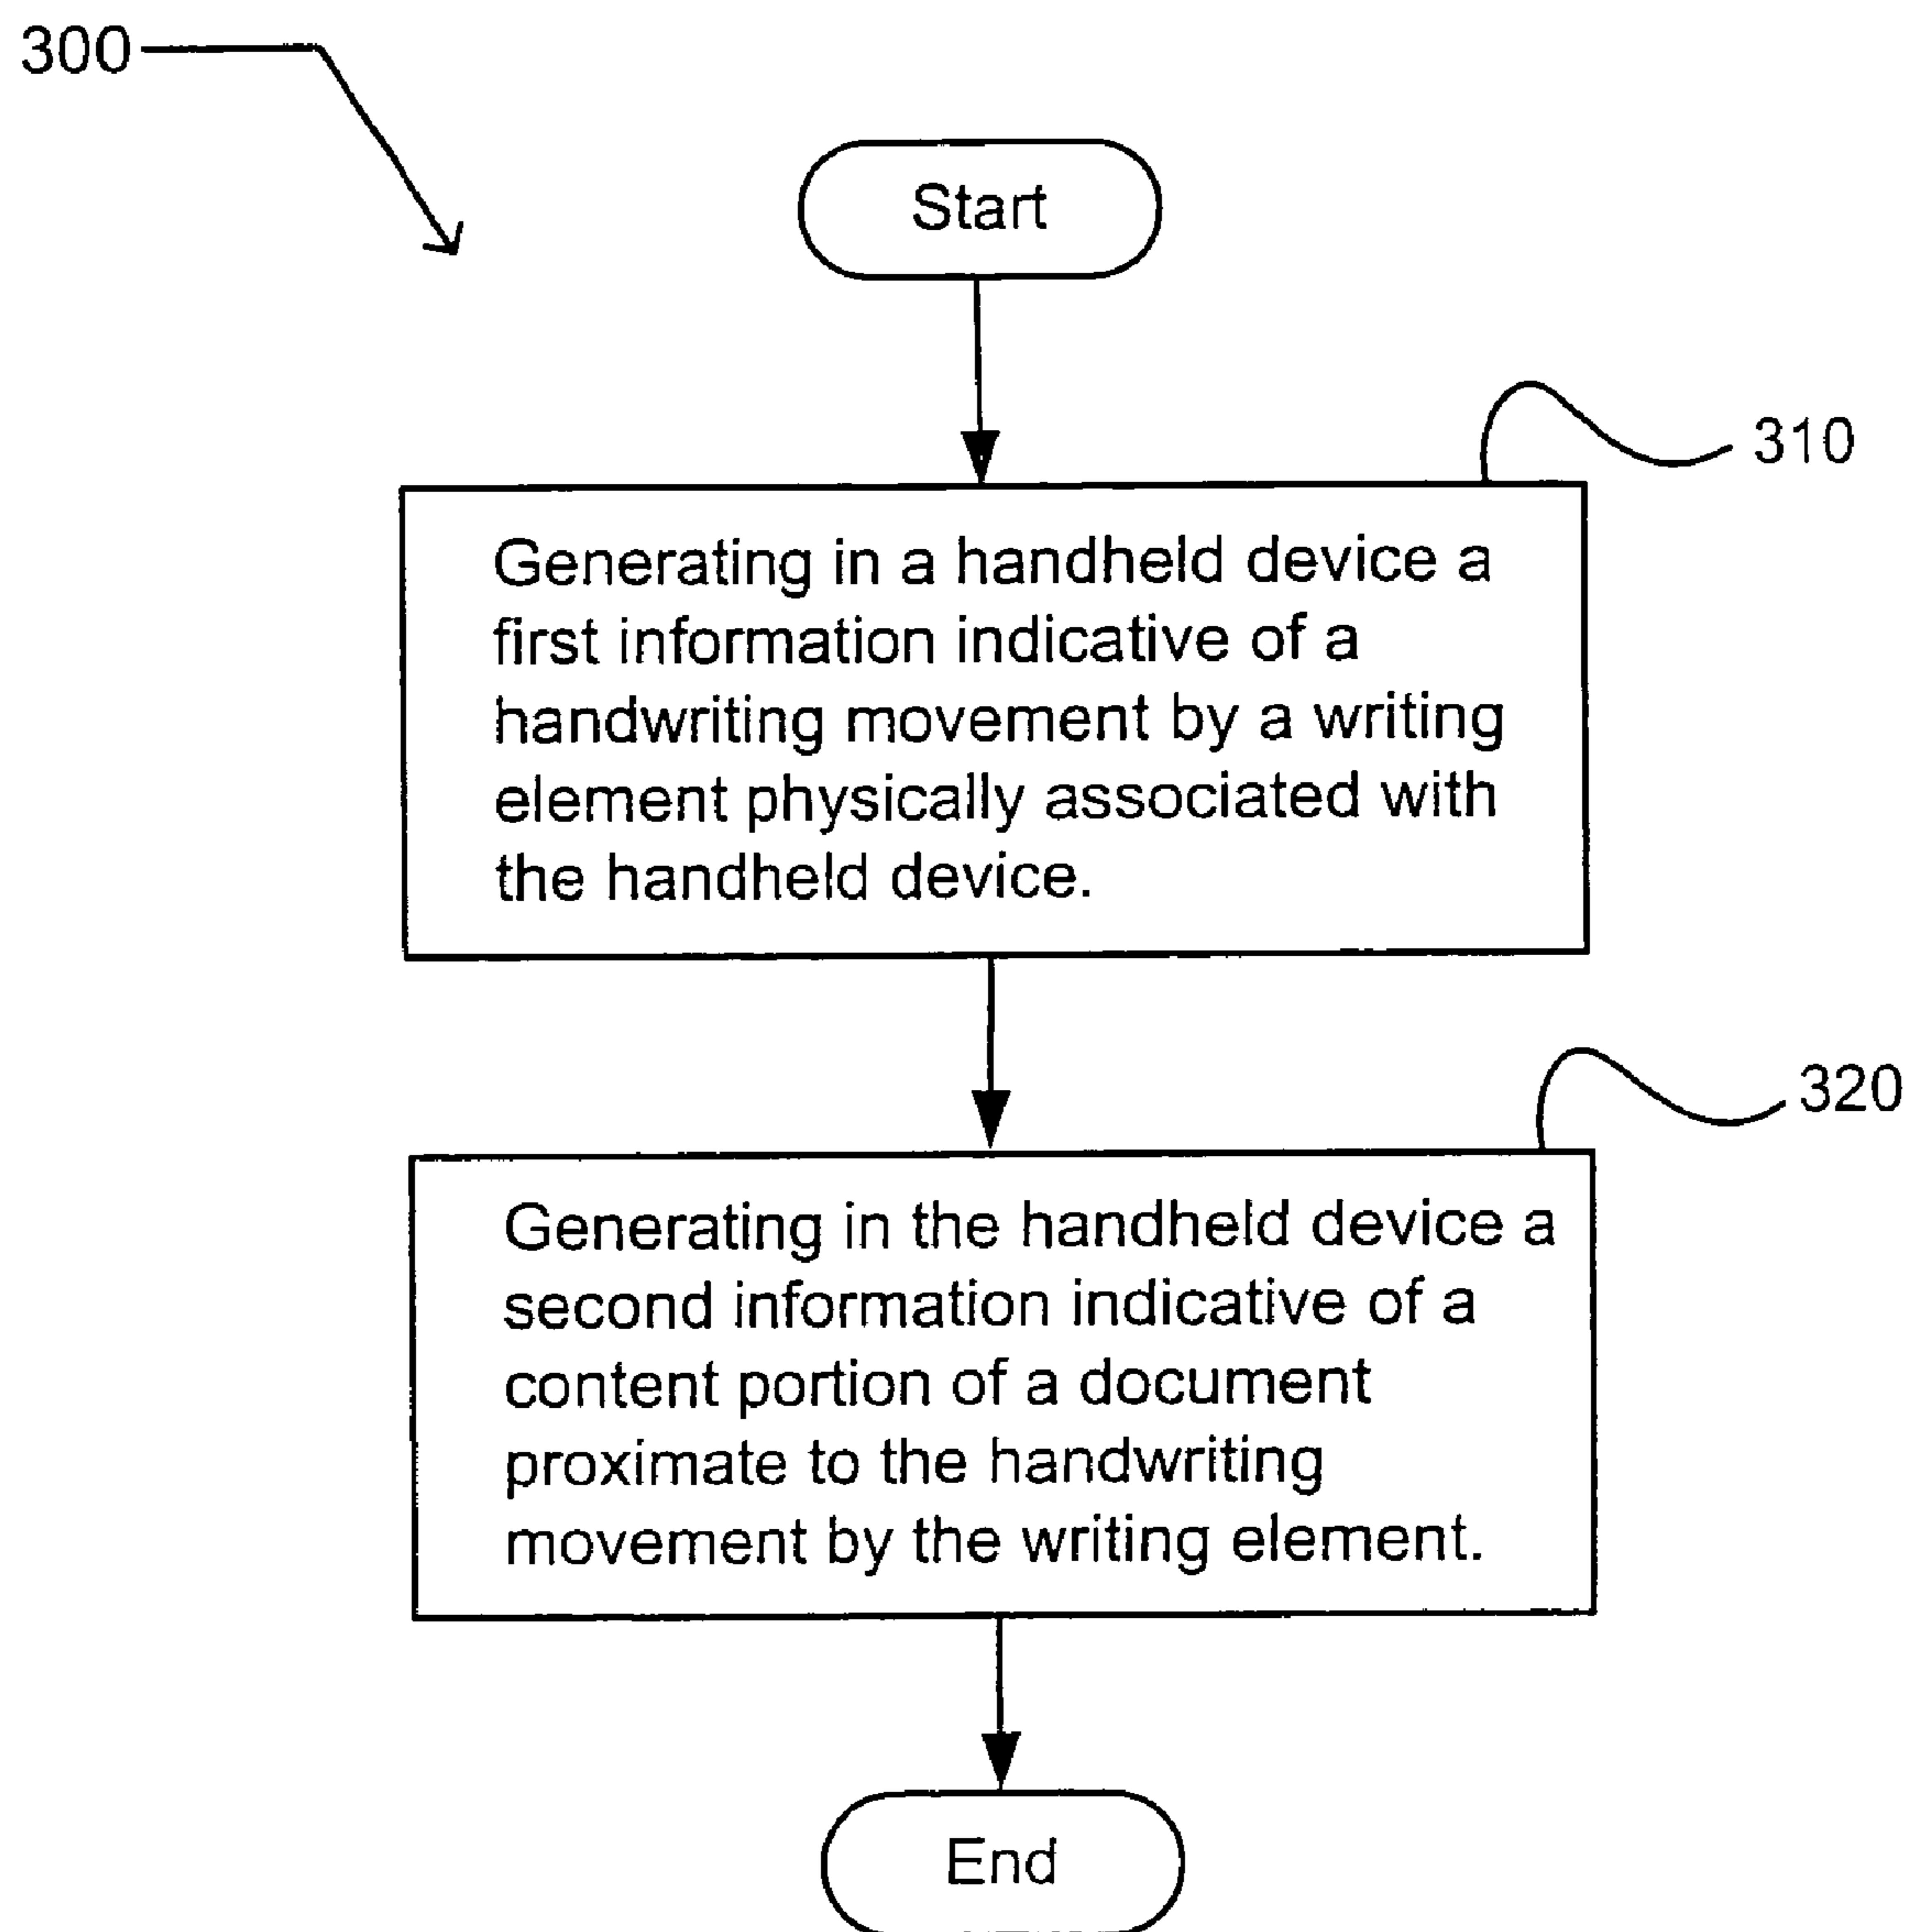 300
Start
310
Generating in a handheld device a
first information indicative of a
handwriting movement by a writing
element physically associated with
the handheld device.
320
Generating in the handheld device a
second information indicative of a
content portion of a document
proximate to the handwriting
movement by the writing element.
End